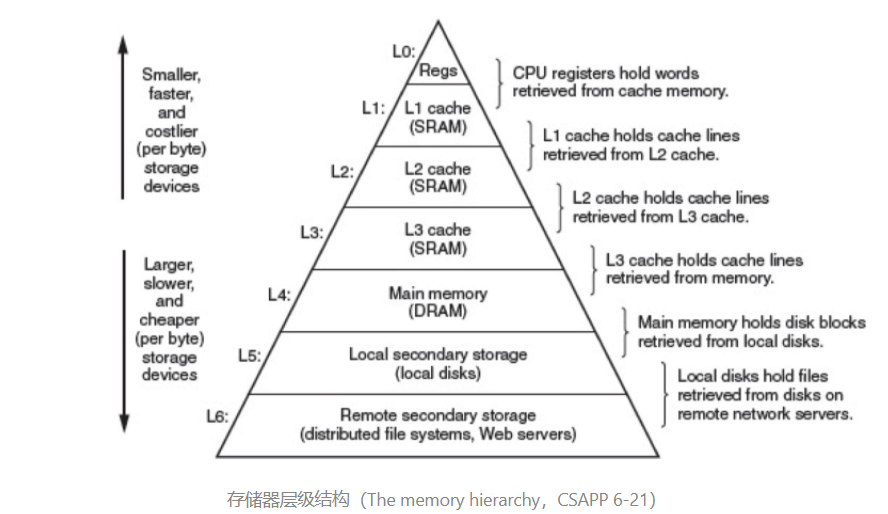 Smaller,
faster,
and
costlier
(per byte)
storage
devices
Larger,
slower,
and
cheaper
(per byte)
storage
devices
L0:
Regs
L1:
L1 cache
(SRAM)
L2:
L2 cache
(SRAM)
L3:
L3 cache
(SRAM)
L4:
Main memory
(DRAM)
L5:
Local secondary storage
(local disks)
L6:
Remote secondary storage
(distributed file systems, Web servers)
CPU registers hold words
retrieved from cache memory.
L1 cache holds cache lines
retrieved from L2 cache.
L2 cache holds cache lines
retrieved from L3 cache.
L3 cache holds cache lines
retrieved from memory.
Main memory holds disk blocks
retrieved from local disks.
Local disks hold files
retrieved from disks on
remote network servers.
存储器层级结构（The memory hierarchy，CSAPP 6-21）